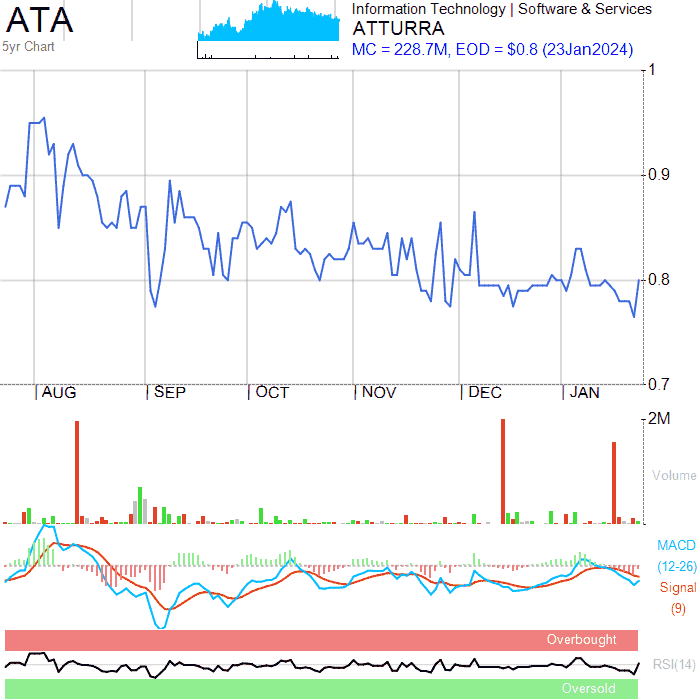 ATA
5yr Chart
Information Technology | Software & Services
ATTURRA
MC = 228.7M, EOD = $0.8 (23Jan2024)
1
0.9
0.8
0.7
AUG
SEP
OCT
NOV
DEC
JAN
2M
Volume
MACD
(12-26)
Signal
(9)
Overbought
RSI(14)
Oversold